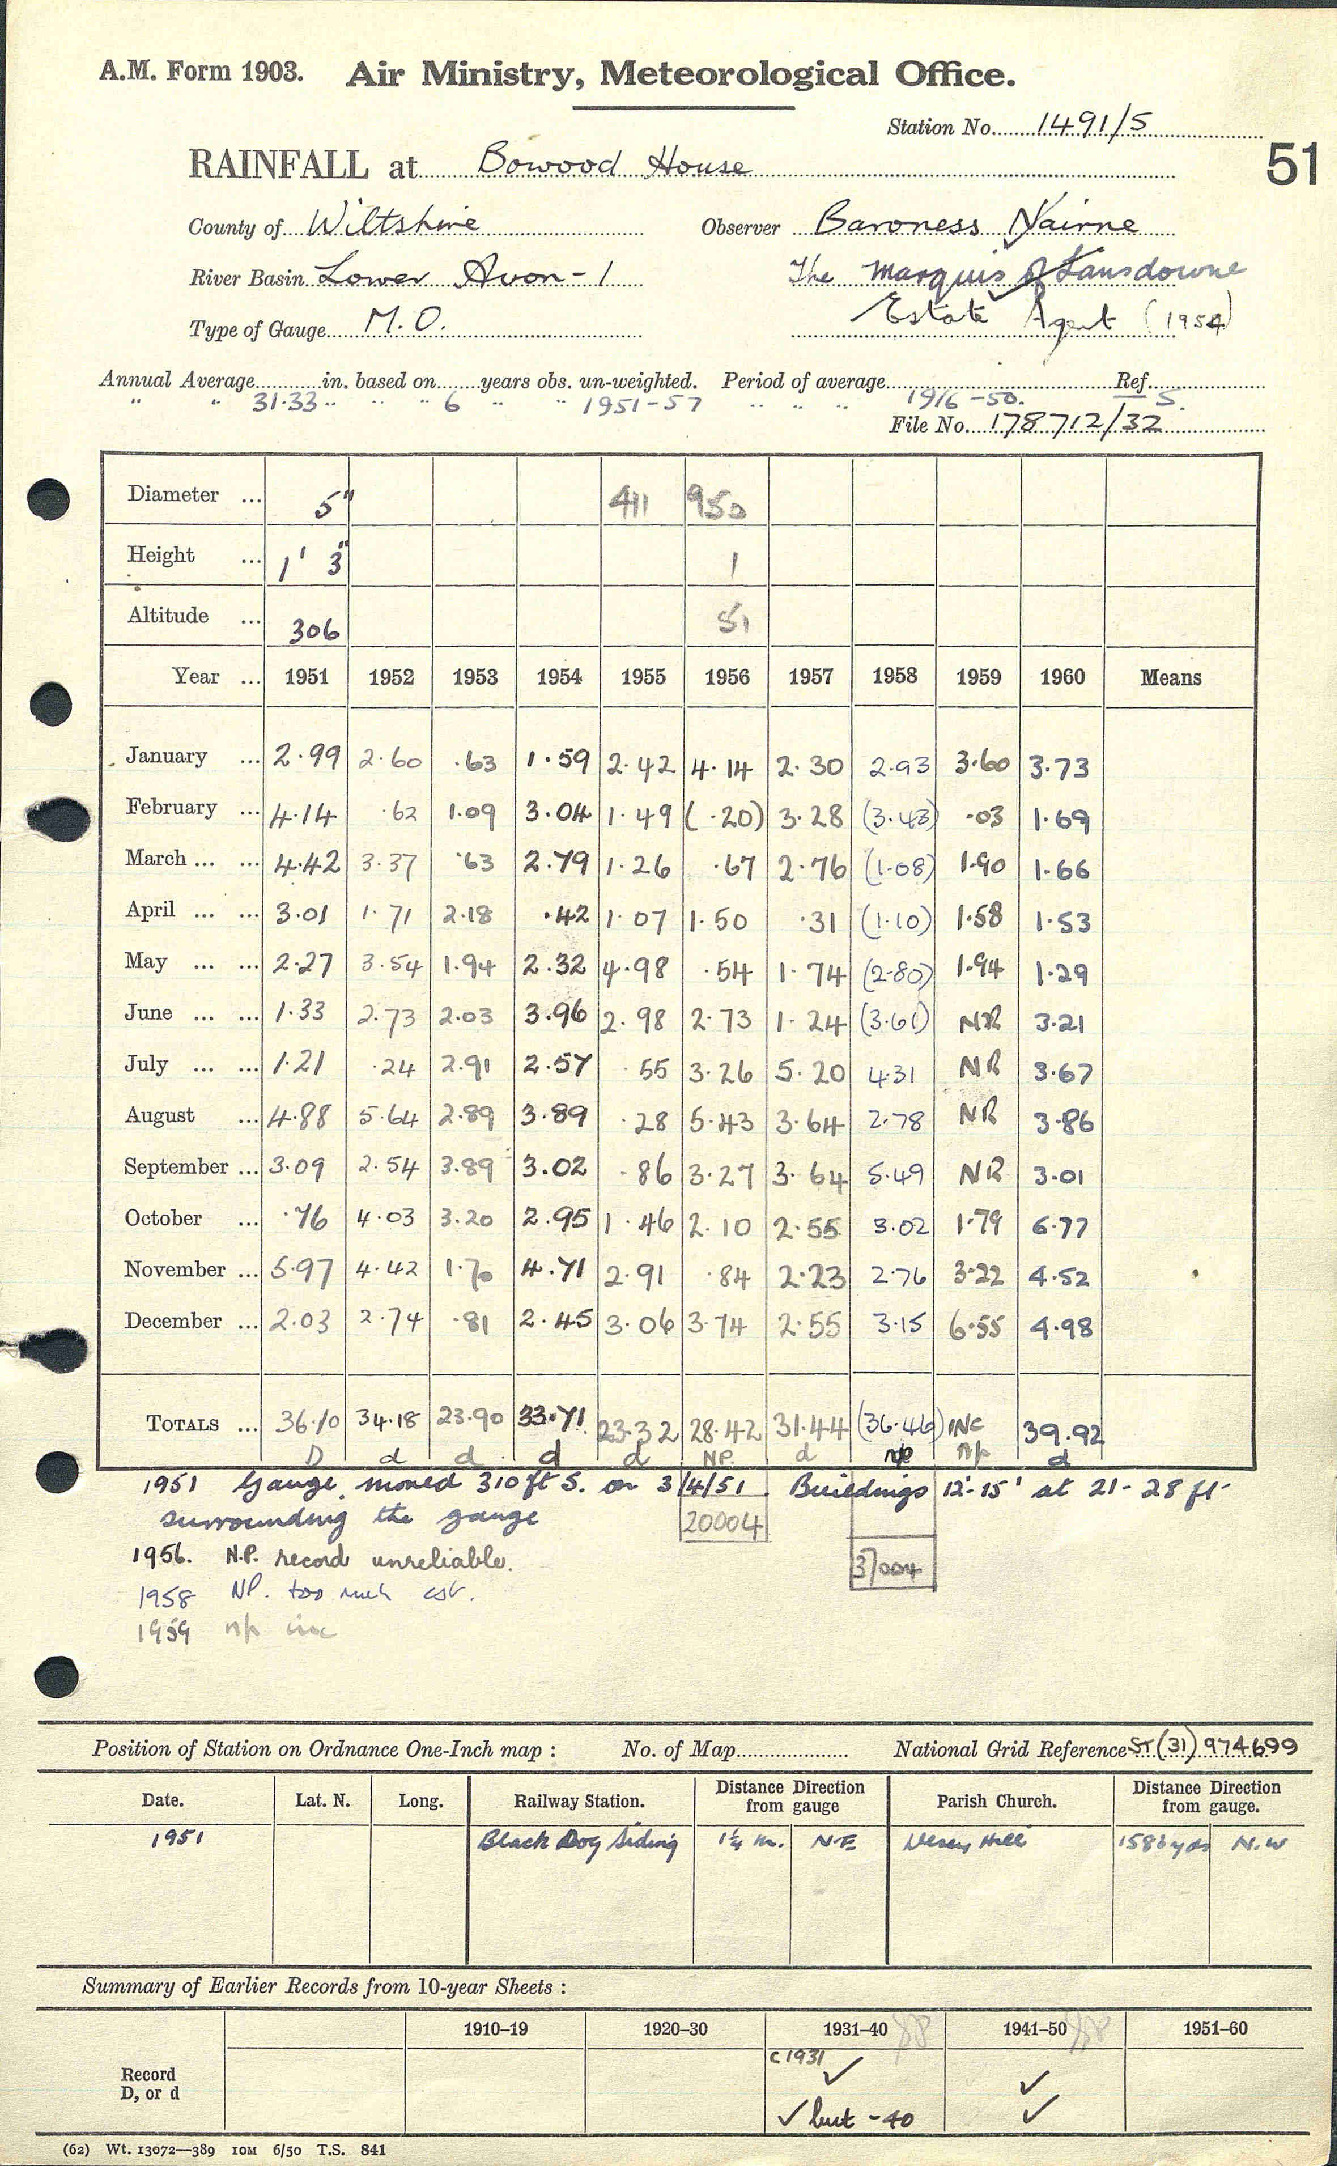 A.M. Form 1903. Air Ministry, Meteorological Office.
Station No. 1491/5
51
RAINFALL at Bowood House
County of Wiltshire Observer Baroness Nairne
River Basin Lower Avon-1 The Marquis of Lansdowne
Type of Gauge M.O. Estate Agent (1954)
Annual Average in. based on years obs. un-weighted. Period of average Ref.
" " 31.33 " " " 6 " " 1951-57 " " " 1916-50. S.
File No. 178712/32
Diameter ... 5" 411 950
Height ... 1' 3" 1
Altitude ... 306 51
Year ... 1951 1952 1953 1954 1955 1956 1957 1958 1959 1960 Means
January ... 2.99 2.60 .63 1.59 2.42 4.14 2.30 2.93 3.60 3.73
February ... 4.14 .62 1.09 3.04 1.49 (.20) 3.28 (3.43) .03 1.69
March ... ... 4.42 3.37 .63 2.79 1.26 .67 2.76 (1.08) 1.90 1.66
April ... ... 3.01 1.71 2.18 .42 1.07 1.50 .31 (1.10) 1.58 1.53
May ... ... 2.27 3.54 1.94 2.32 4.98 .54 1.74 (2.80) 1.94 1.29
June ... ... 1.33 2.73 2.03 3.96 2.98 2.73 1.24 (3.61) NR 3.21
July ... ... 1.21 .24 2.91 2.57 .55 3.26 5.20 4.31 NR 3.67
August ... 4.88 5.64 2.89 3.89 .28 5.43 3.64 2.78 NR 3.86
September ... 3.09 2.54 3.89 3.02 .86 3.27 3.64 5.49 NR 3.01
October ... .76 4.03 3.20 2.95 1.46 2.10 2.55 3.02 1.79 6.77
November ... 5.97 4.42 1.70 4.71 2.91 .84 2.23 2.76 3.22 4.52
December ... 2.03 2.74 .81 2.45 3.06 3.74 2.55 3.15 6.55 4.98
TOTALS ... 36.10 34.18 23.90 33.71 23.32 28.42 31.44 (36.46) INC 39.92
D d d d d NP d np np d
1951 Gauge moved 310 ft S. on 3/4/51. Buildings 12'-15' at 21-28 ft
surrounding the gauge 20004
1956. N.P. record unreliable.
37004
1958 NP. too much est.
1959 n/p inc
Position of Station on Ordnance One-Inch map : No. of Map National Grid Reference ST(31) 974699
Date. Lat. N. Long. Railway Station. Distance Direction from gauge Parish Church. Distance Direction from gauge.
1951 Black Dog Siding 1¼ m. N.E Hill 1586 yds N.W
Summary of Earlier Records from 10-year Sheets :
1910–19 1920–30 1931–40 1941–50 1951–60
c 1931
Record
D, or d
✓ ✓
✓ but -40 ✓
(62) Wt. 13072—389 10M 6/50 T.S. 841